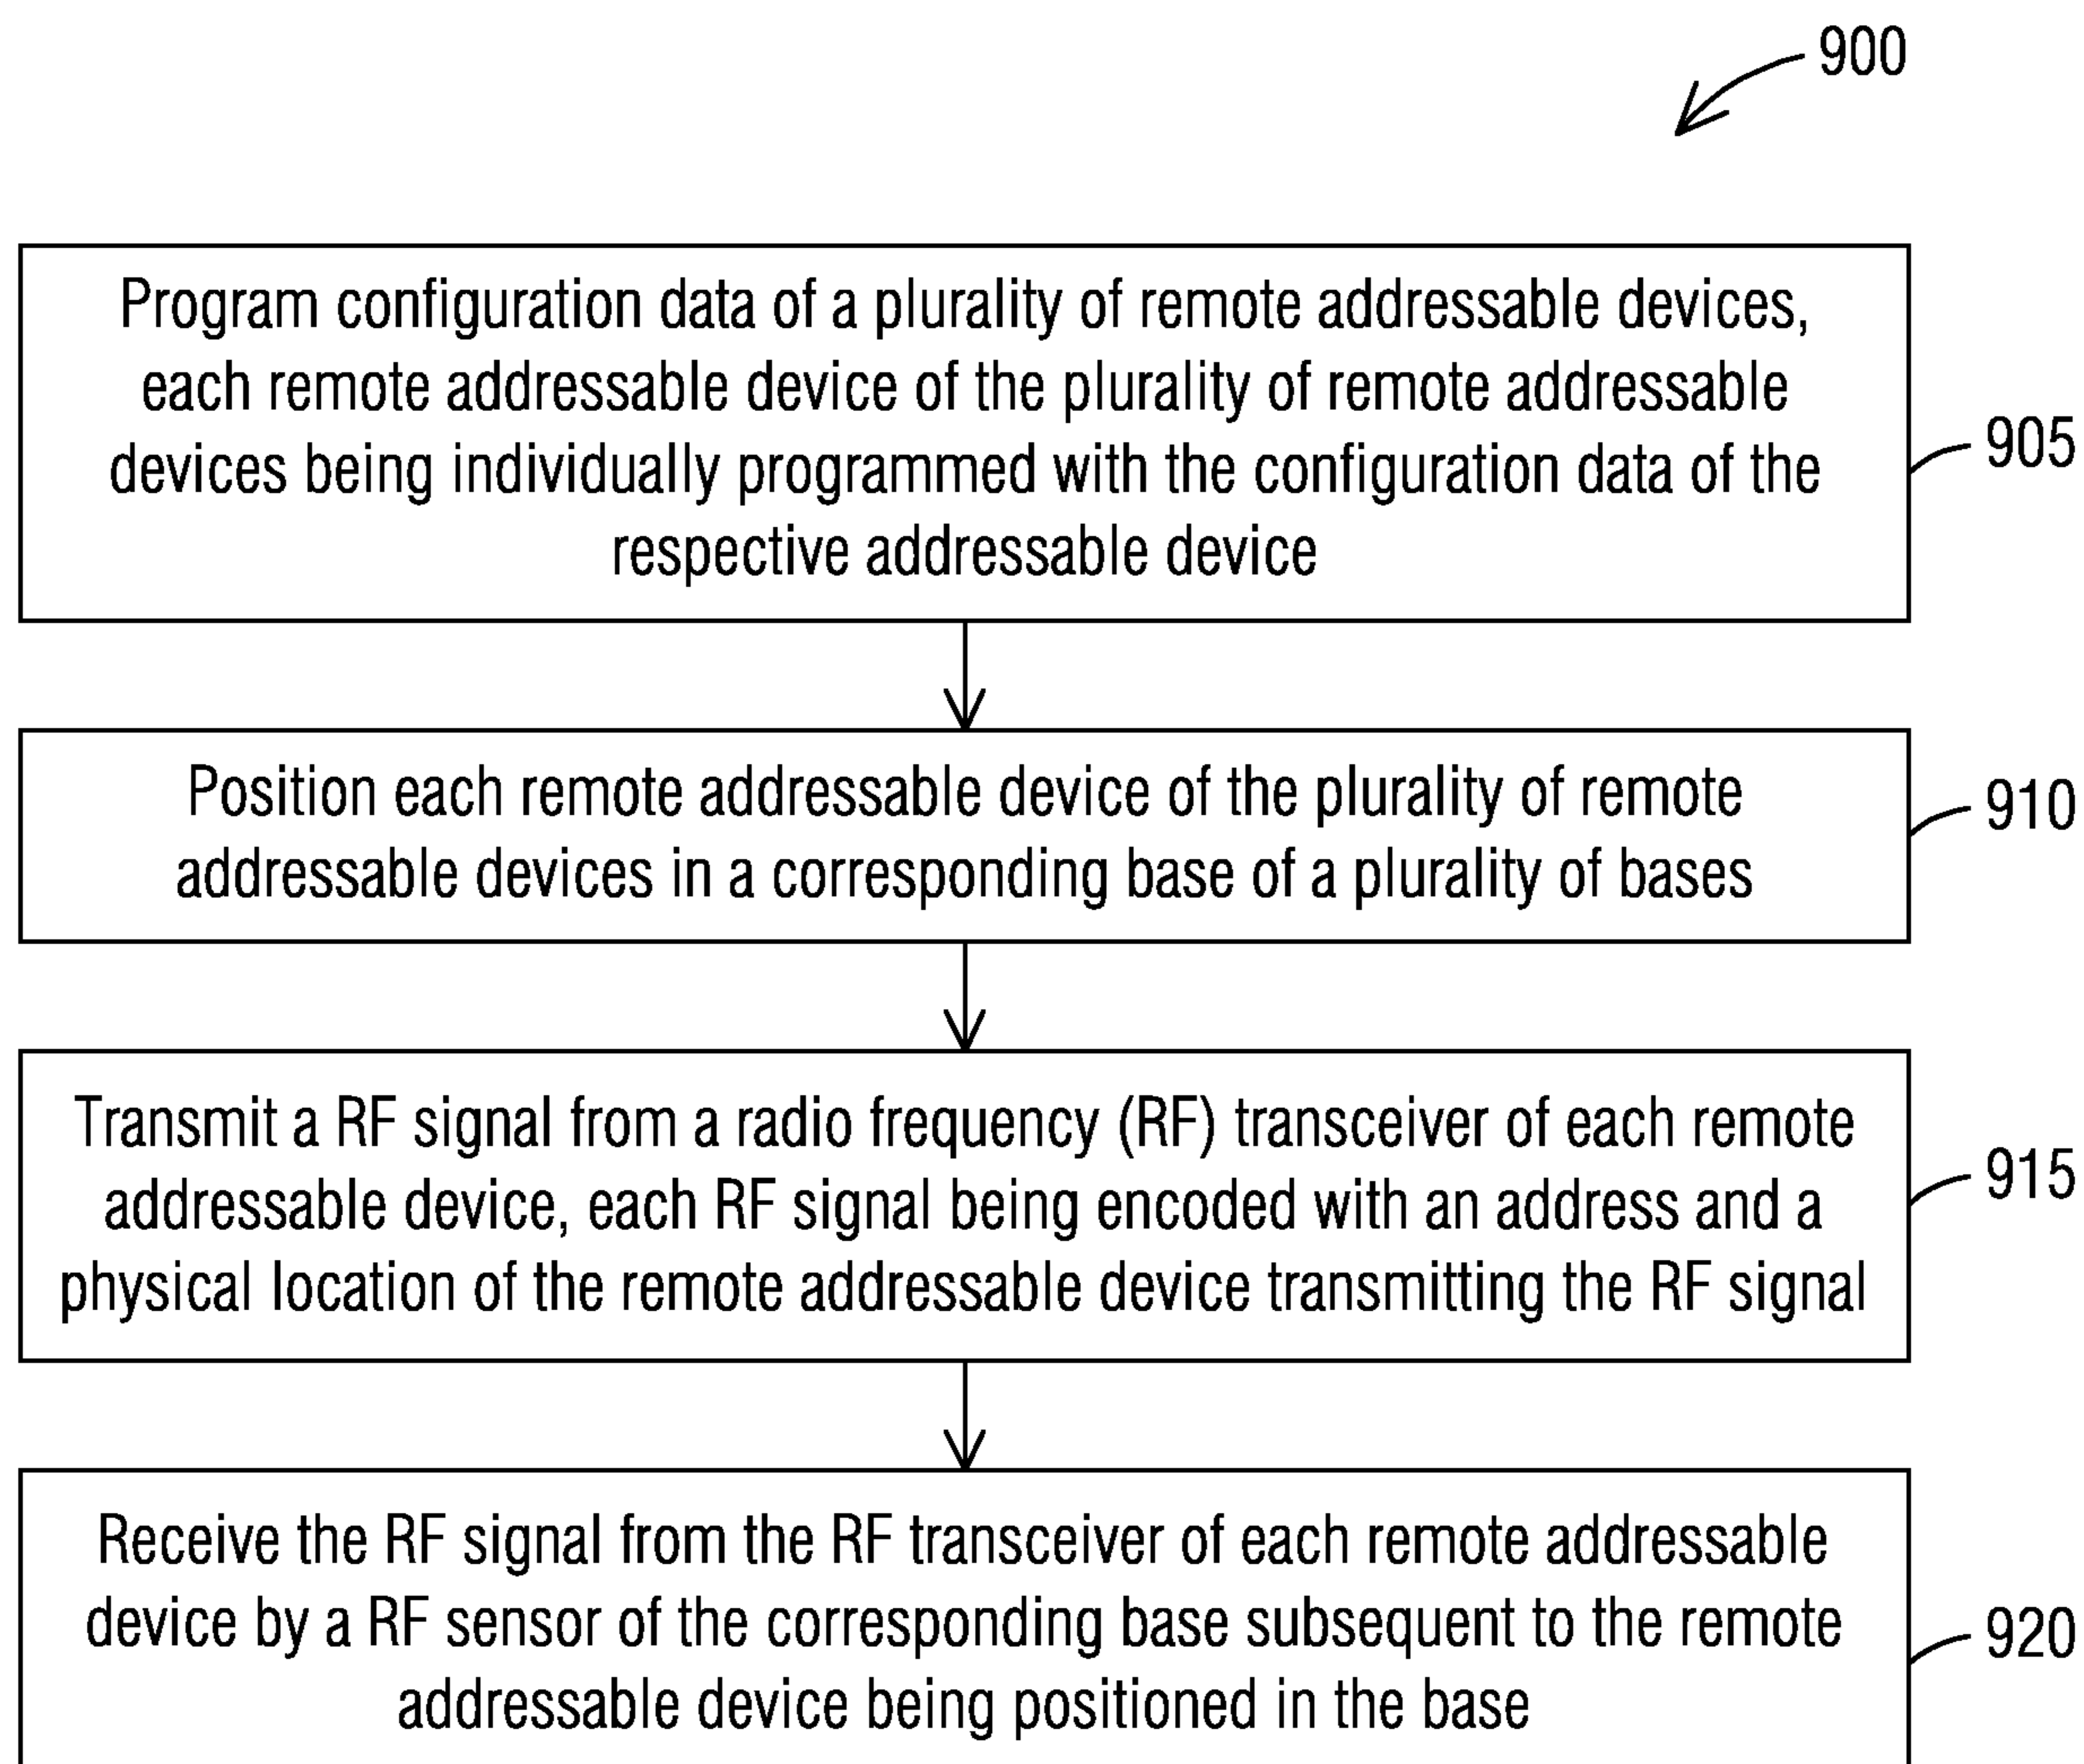 900
Program configuration data of a plurality of remote addressable devices,
each remote addressable device of the plurality of remote addressable
devices being individually programmed with the configuration data of the
respective addressable device
905
Position each remote addressable device of the plurality of remote
addressable devices in a corresponding base of a plurality of bases
910
Transmit a RF signal from a radio frequency (RF) transceiver of each remote
addressable device, each RF signal being encoded with an address and a
physical location of the remote addressable device transmitting the RF signal
915
Receive the RF signal from the RF transceiver of each remote addressable
device by a RF sensor of the corresponding base subsequent to the remote
addressable device being positioned in the base
920